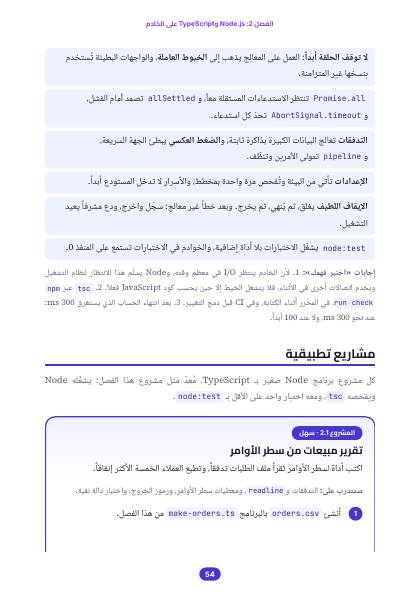 الفصل 2: Node.js وTypeScript على الخادم
لا توقف الحلقة أبداً: العمل على المعالج يذهب إلى الخيوط العاملة، والواجهات البطيئة تُستخدم
بنسخها غير المتزامنة.
Promise.all تنتظر الاستدعاءات المستقلة معاً، و allSettled تصمد أمام الفشل،
و AbortSignal.timeout تحدّ كل استدعاء.
التدفقات تعالج البيانات الكبيرة بذاكرة ثابتة، والضغط العكسي يبطئ الجهة السريعة،
و pipeline تتولى الأمرين وتنظّف.
الإعدادات تأتي من البيئة وتُفحص مرة واحدة بمخطط، والأسرار لا تدخل المستودع أبداً.
الإيقاف اللطيف يغلق، ثم يُنهي، ثم يخرج. وبعد خطأ غير معالج: سجّل واخرج، ودع مشرفاً يعيد
التشغيل.
node:test يشغّل الاختبارات بلا أداة إضافية، والخوادم في الاختبارات تستمع على المنفذ 0.
إجابات «اختبر فهمك»: 1. لأن الخادم ينتظر I/O في معظم وقته، وNode يسلّم هذا الانتظار لنظام التشغيل
ويخدم اتصالات أخرى في الأثناء، فلا ينشغل الخيط إلا حين يحسب كود JavaScript فعلاً. 2. tsc عبر npm
run check، في المحرر أثناء الكتابة، وفي CI قبل دمج التغيير. 3. بعد انتهاء الحساب الذي يستغرق 300 ms:
عند نحو 300 ms، ولا عند 100 أبداً.
مشاريع تطبيقية
كل مشروع برنامج Node صغير بـ TypeScript، مُعدّ مثل مشروع هذا الفصل: يشغّله Node
ويفحصه tsc، ومعه اختبار واحد على الأقل بـ node:test.
المشروع 2.1 · سهل
تقرير مبيعات من سطر الأوامر
اكتب أداة لسطر الأوامر تقرأ ملف الطلبات تدفقاً، وتطبع العملاء الخمسة الأكثر إنفاقاً.
ستتدرب على: التدفقات وreadline، ومعطيات سطر الأوامر، ورموز الخروج، واختبار دالة نقية.
1 أنشئ orders.csv بالبرنامج make-orders.ts من هذا الفصل.
54